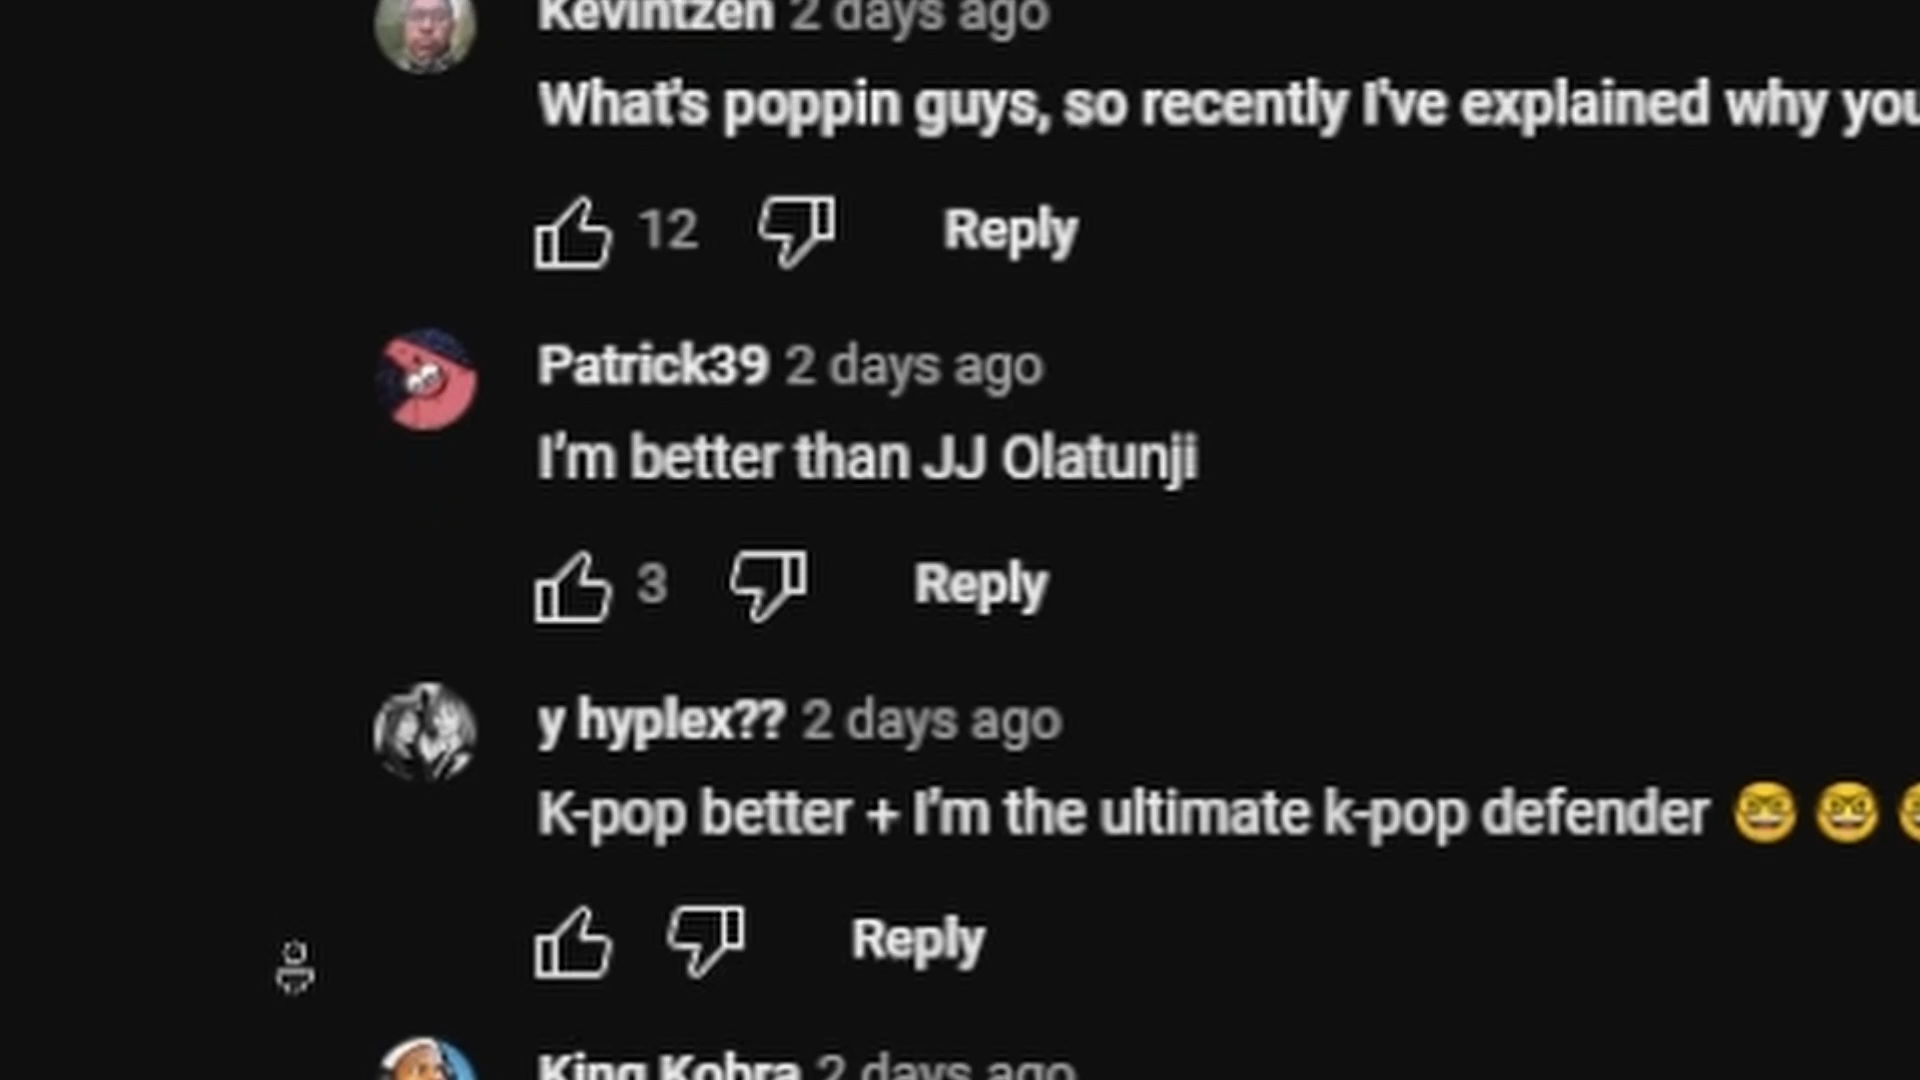 Kevintzen 2 days ago
What's poppin guys, so recently I've explained why you
12 Reply
Patrick39 2 days ago
I'm better than JJ Olatunji
3 Reply
y hyplex?? 2 days ago
K-pop better + I'm the ultimate k-pop defender 🤓 🤓 🤓
Reply
King Kobra 2 days ago